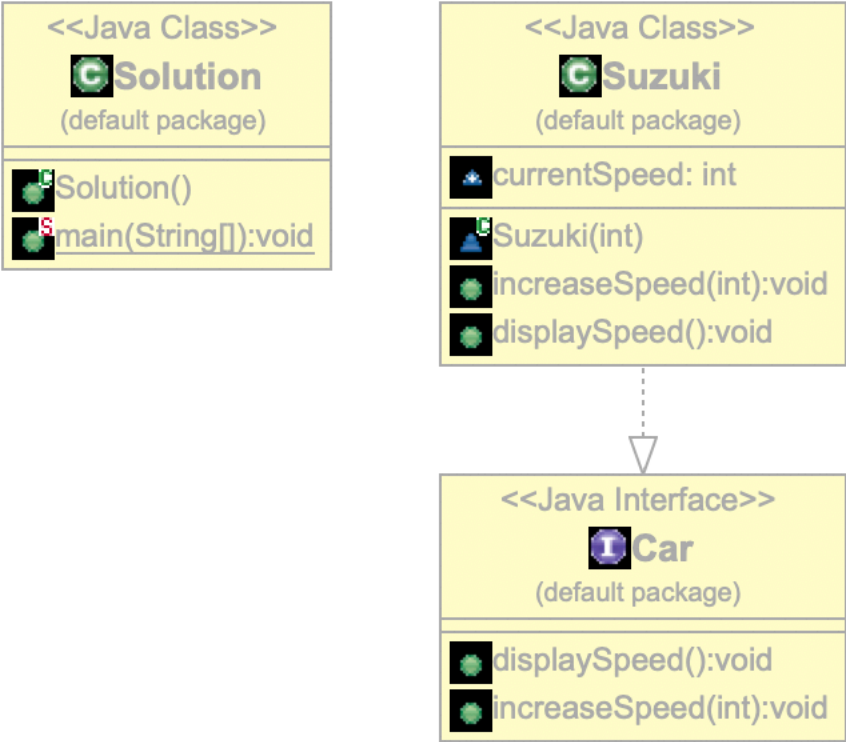 <<Java Class>>
C Solution
(default package)
C Solution()
S main(String[]):void
<<Java Class>>
C Suzuki
(default package)
currentSpeed: int
C Suzuki(int)
increaseSpeed(int):void
displaySpeed():void
<<Java Interface>>
I Car
(default package)
displaySpeed():void
increaseSpeed(int):void